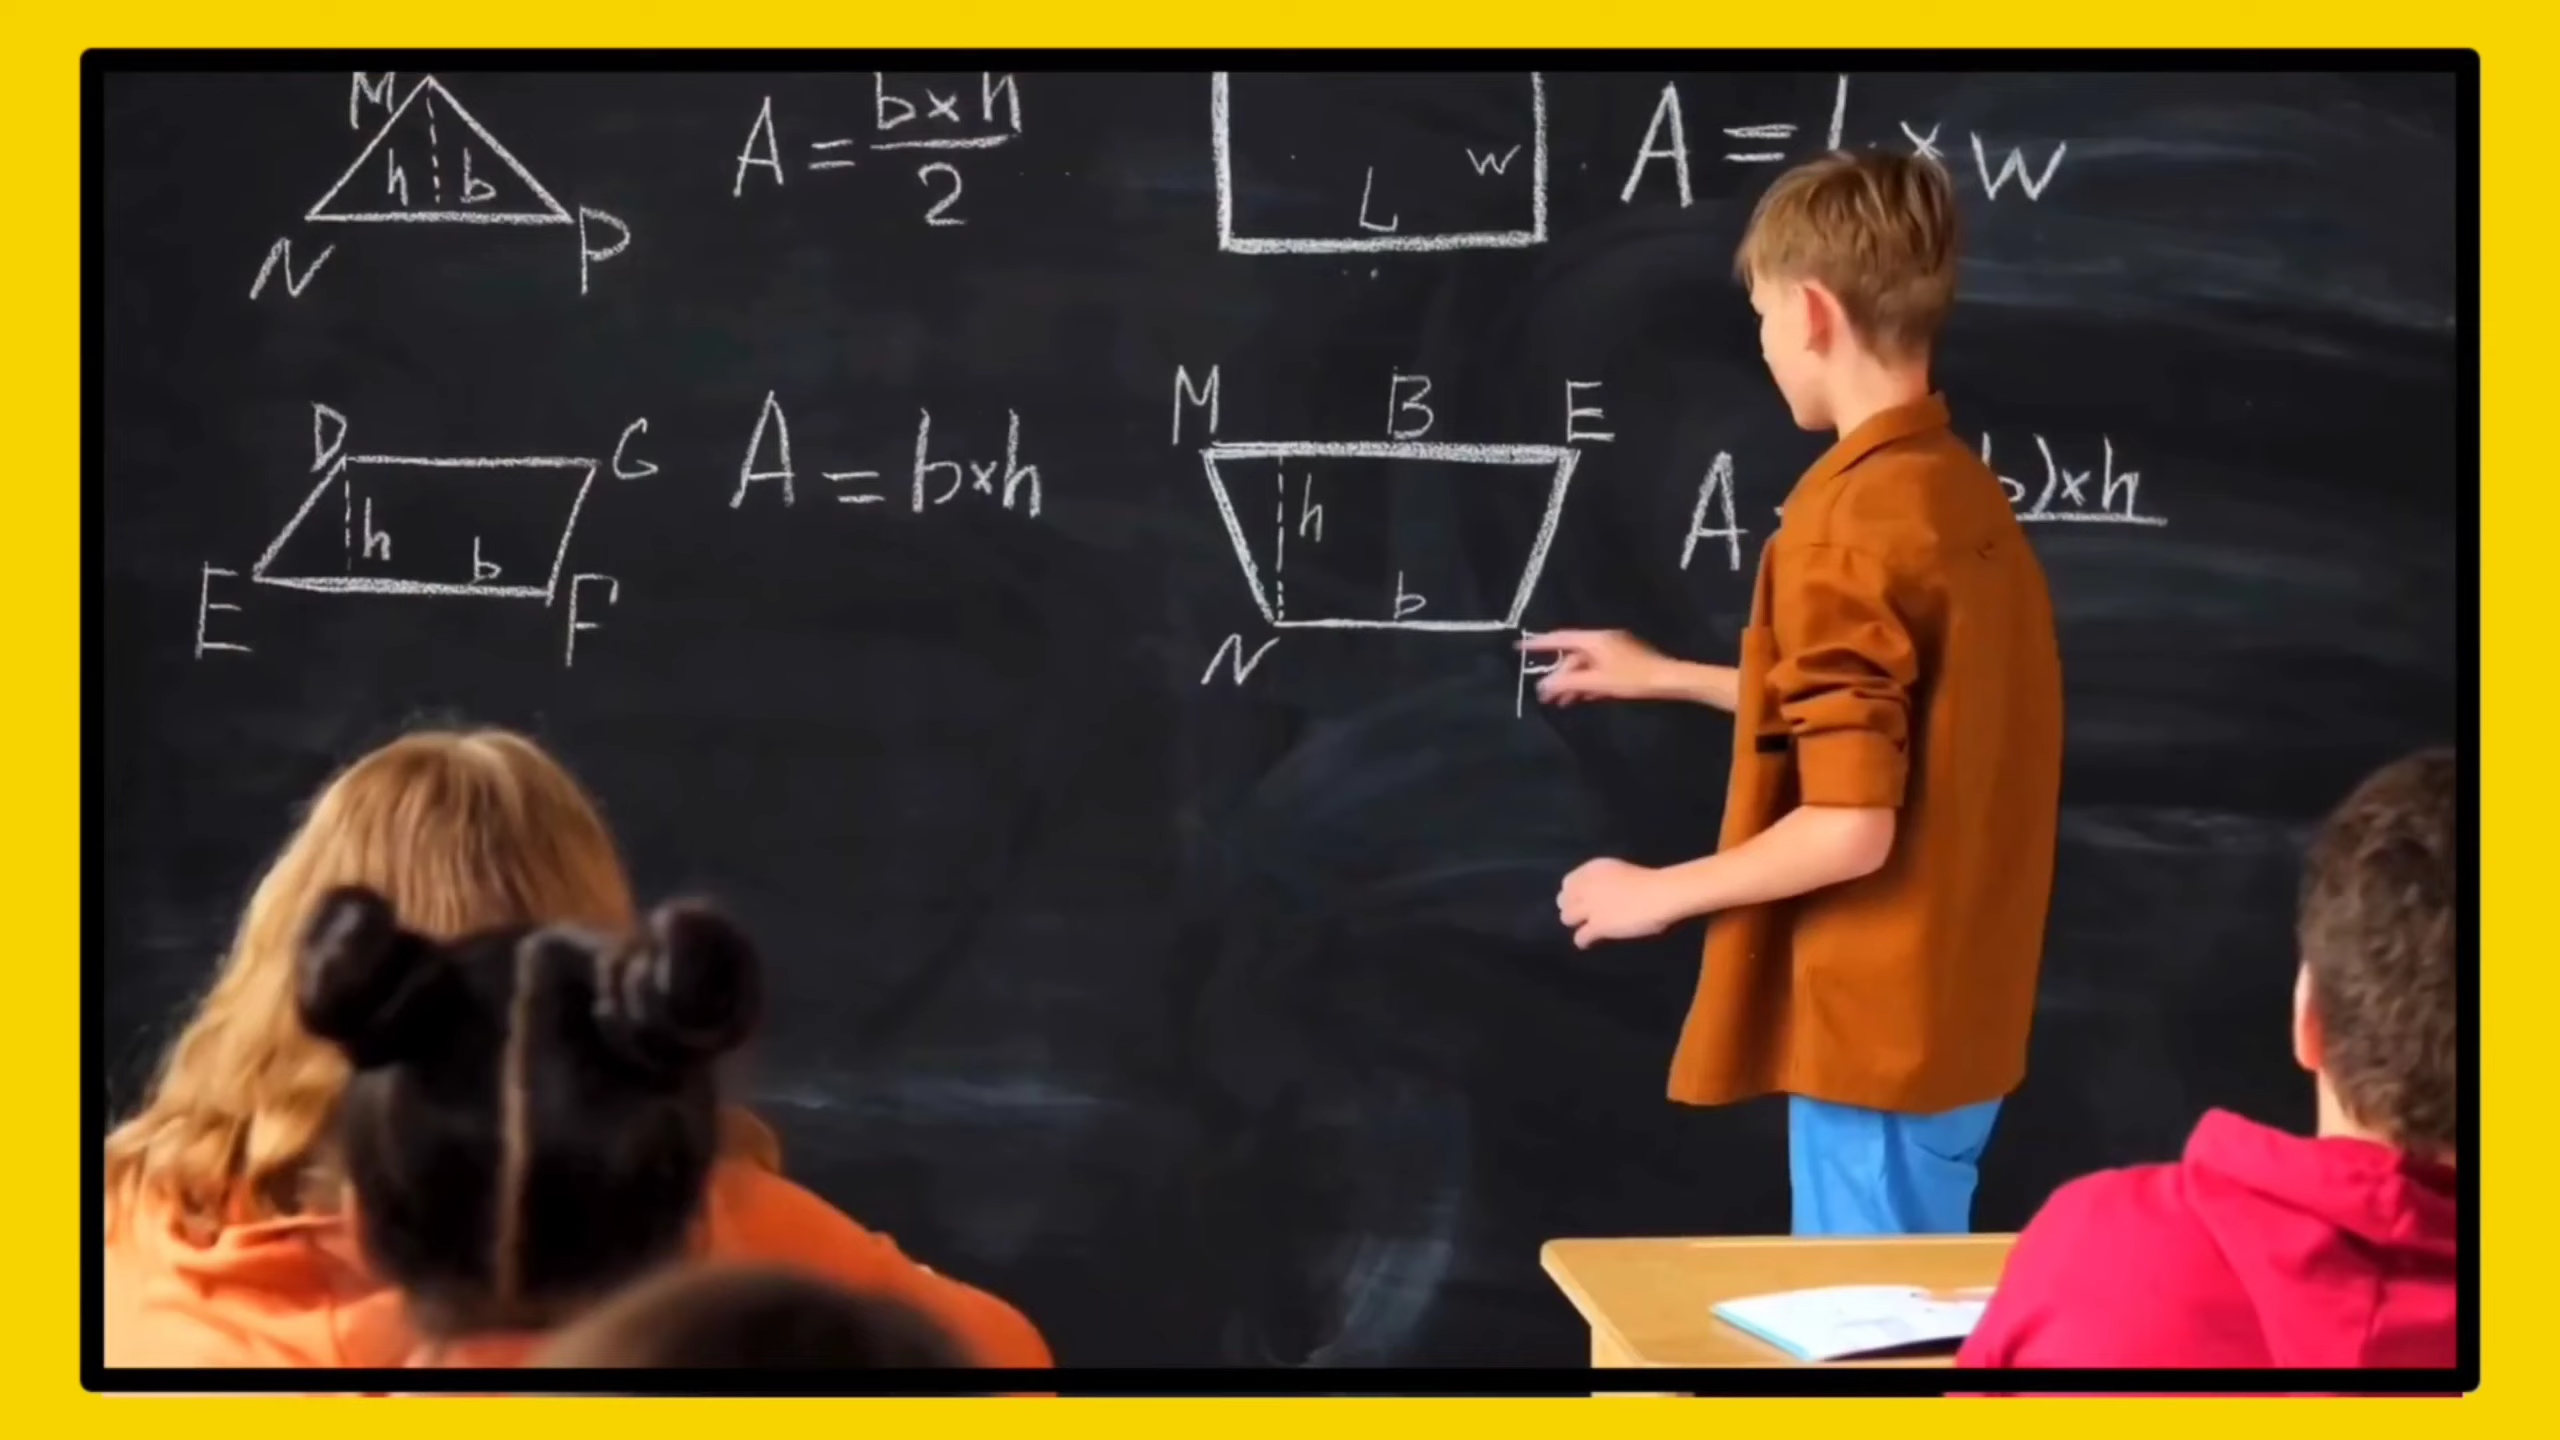 M
h b
N P
A = b×h
2
L w
A = L × w
D G
h b
E F
A = b×h
M B E
h
b
N P
A
b)×h